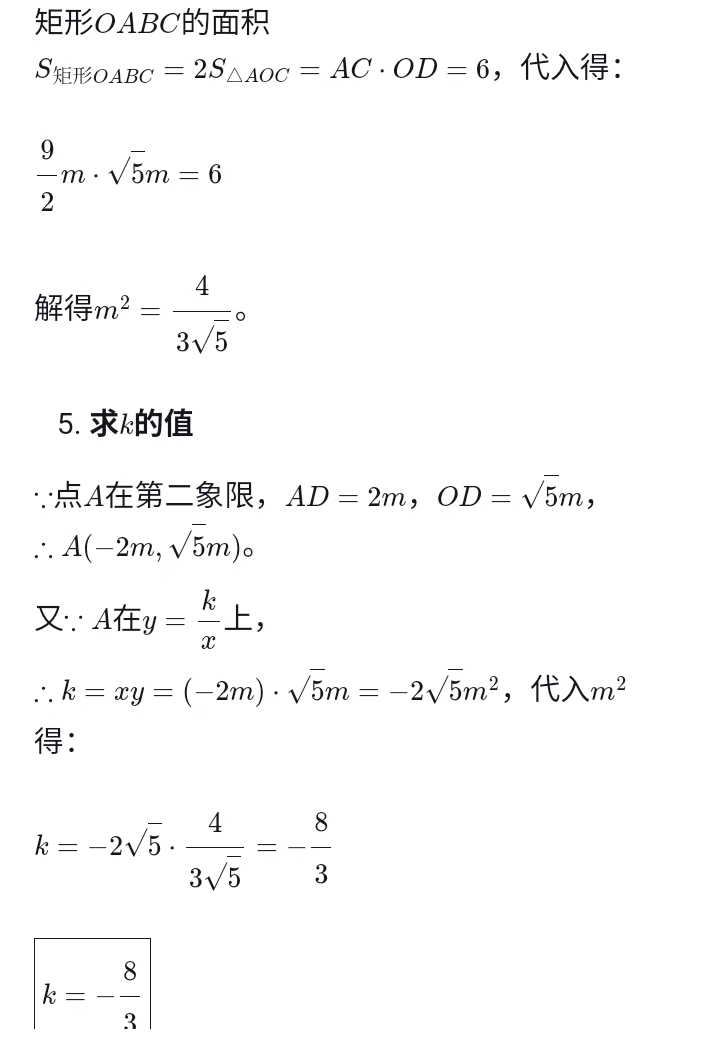 矩形OABC的面积
S矩形OABC = 2S△AOC = AC · OD = 6，代入得：
9/2 m · √5m = 6
解得m² = 4/(3√5)。
5. 求k的值
∵点A在第二象限，AD = 2m，OD = √5m，
∴ A(−2m, √5m)。
又∵ A在y = k/x上，
∴ k = xy = (−2m) · √5m = −2√5m²，代入m²
得：
k = −2√5 · 4/(3√5) = −8/3
k = −8/3